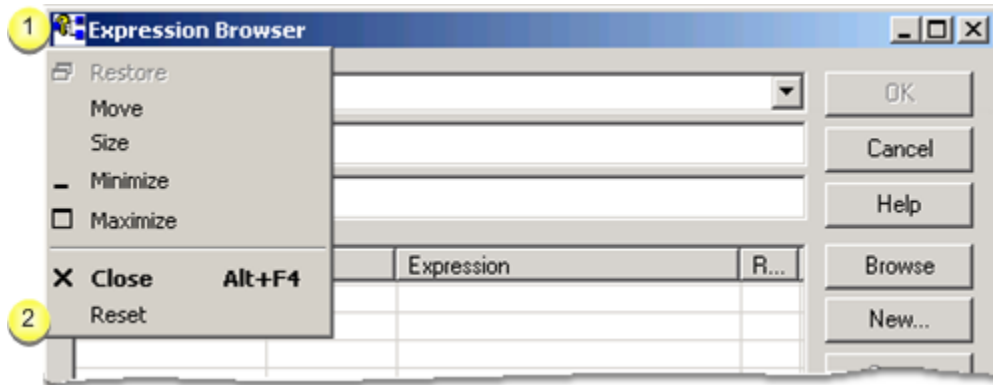 1
Expression Browser
Restore
Move
OK
Size
Cancel
Minimize
Help
Maximize
Expression R... Browse
Close Alt+F4
2
Reset
New...